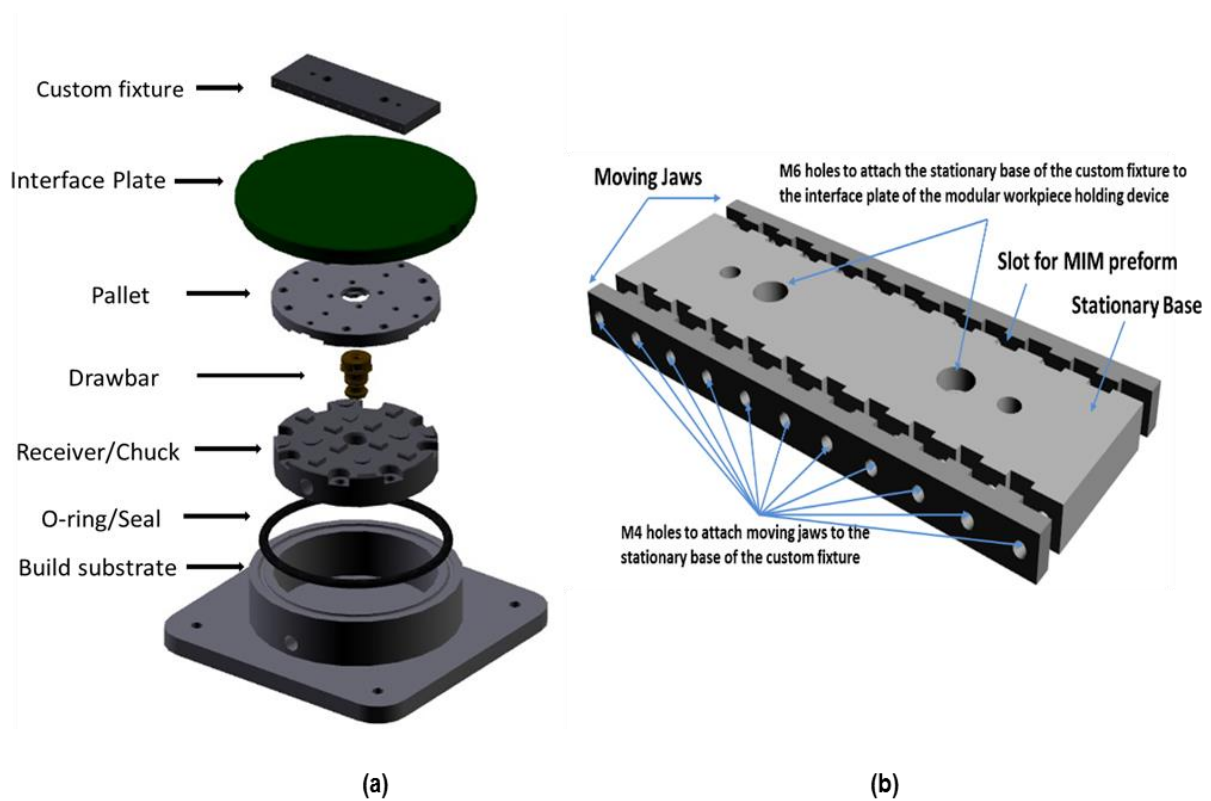 Custom fixture
Interface Plate
Pallet
Drawbar
Receiver/Chuck
O-ring/Seal
Build substrate
(a)
Moving Jaws
M6 holes to attach the stationary base of the custom fixture to
the interface plate of the modular workpiece holding device
Slot for MIM preform
Stationary Base
M4 holes to attach moving jaws to the
stationary base of the custom fixture
(b)